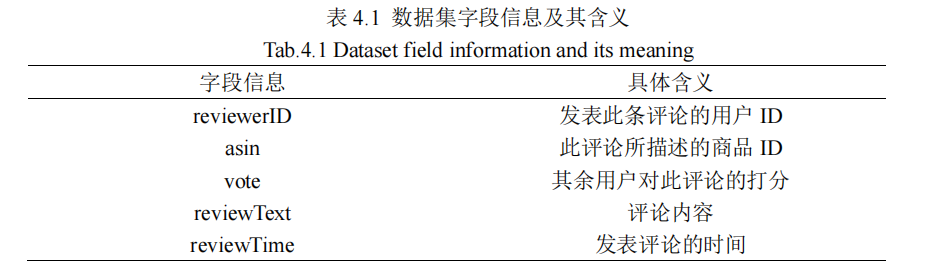 表 4.1 数据集字段信息及其含义
Tab.4.1 Dataset field information and its meaning
字段信息 具体含义
reviewerID 发表此条评论的用户 ID
asin 此评论所描述的商品 ID
vote 其余用户对此评论的打分
reviewText 评论内容
reviewTime 发表评论的时间